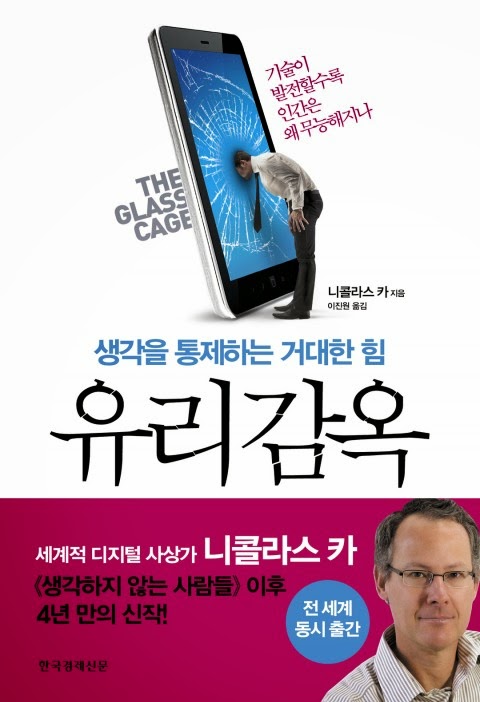 기술이
발전할수록
인간은
왜 무능해지나
THE
GLASS
CAGE
니콜라스 카 지음
이진원 옮김
생각을 통제하는 거대한 힘
유리감옥
세계적 디지털 사상가 니콜라스 카
《생각하지 않는 사람들》 이후
4년 만의 신작!
전 세계
동시 출간
한국경제신문